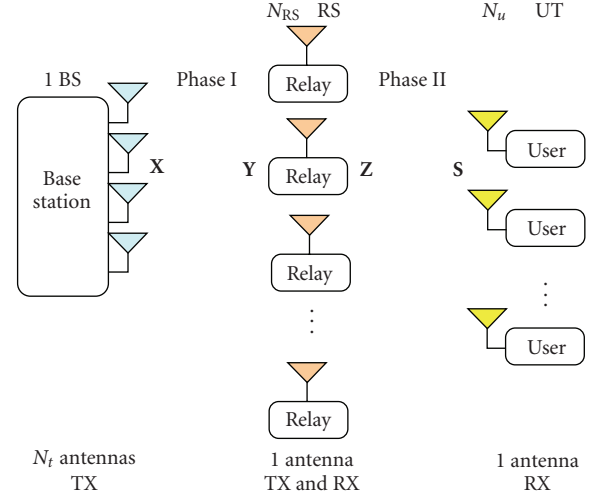 N_RS RS
N_u UT
1 BS
Phase I
Relay
Phase II
X
Y
Relay
Z
S
User
Base
station
User
Relay
⋮
⋮
User
Relay
N_t antennas
TX
1 antenna
TX and RX
1 antenna
RX